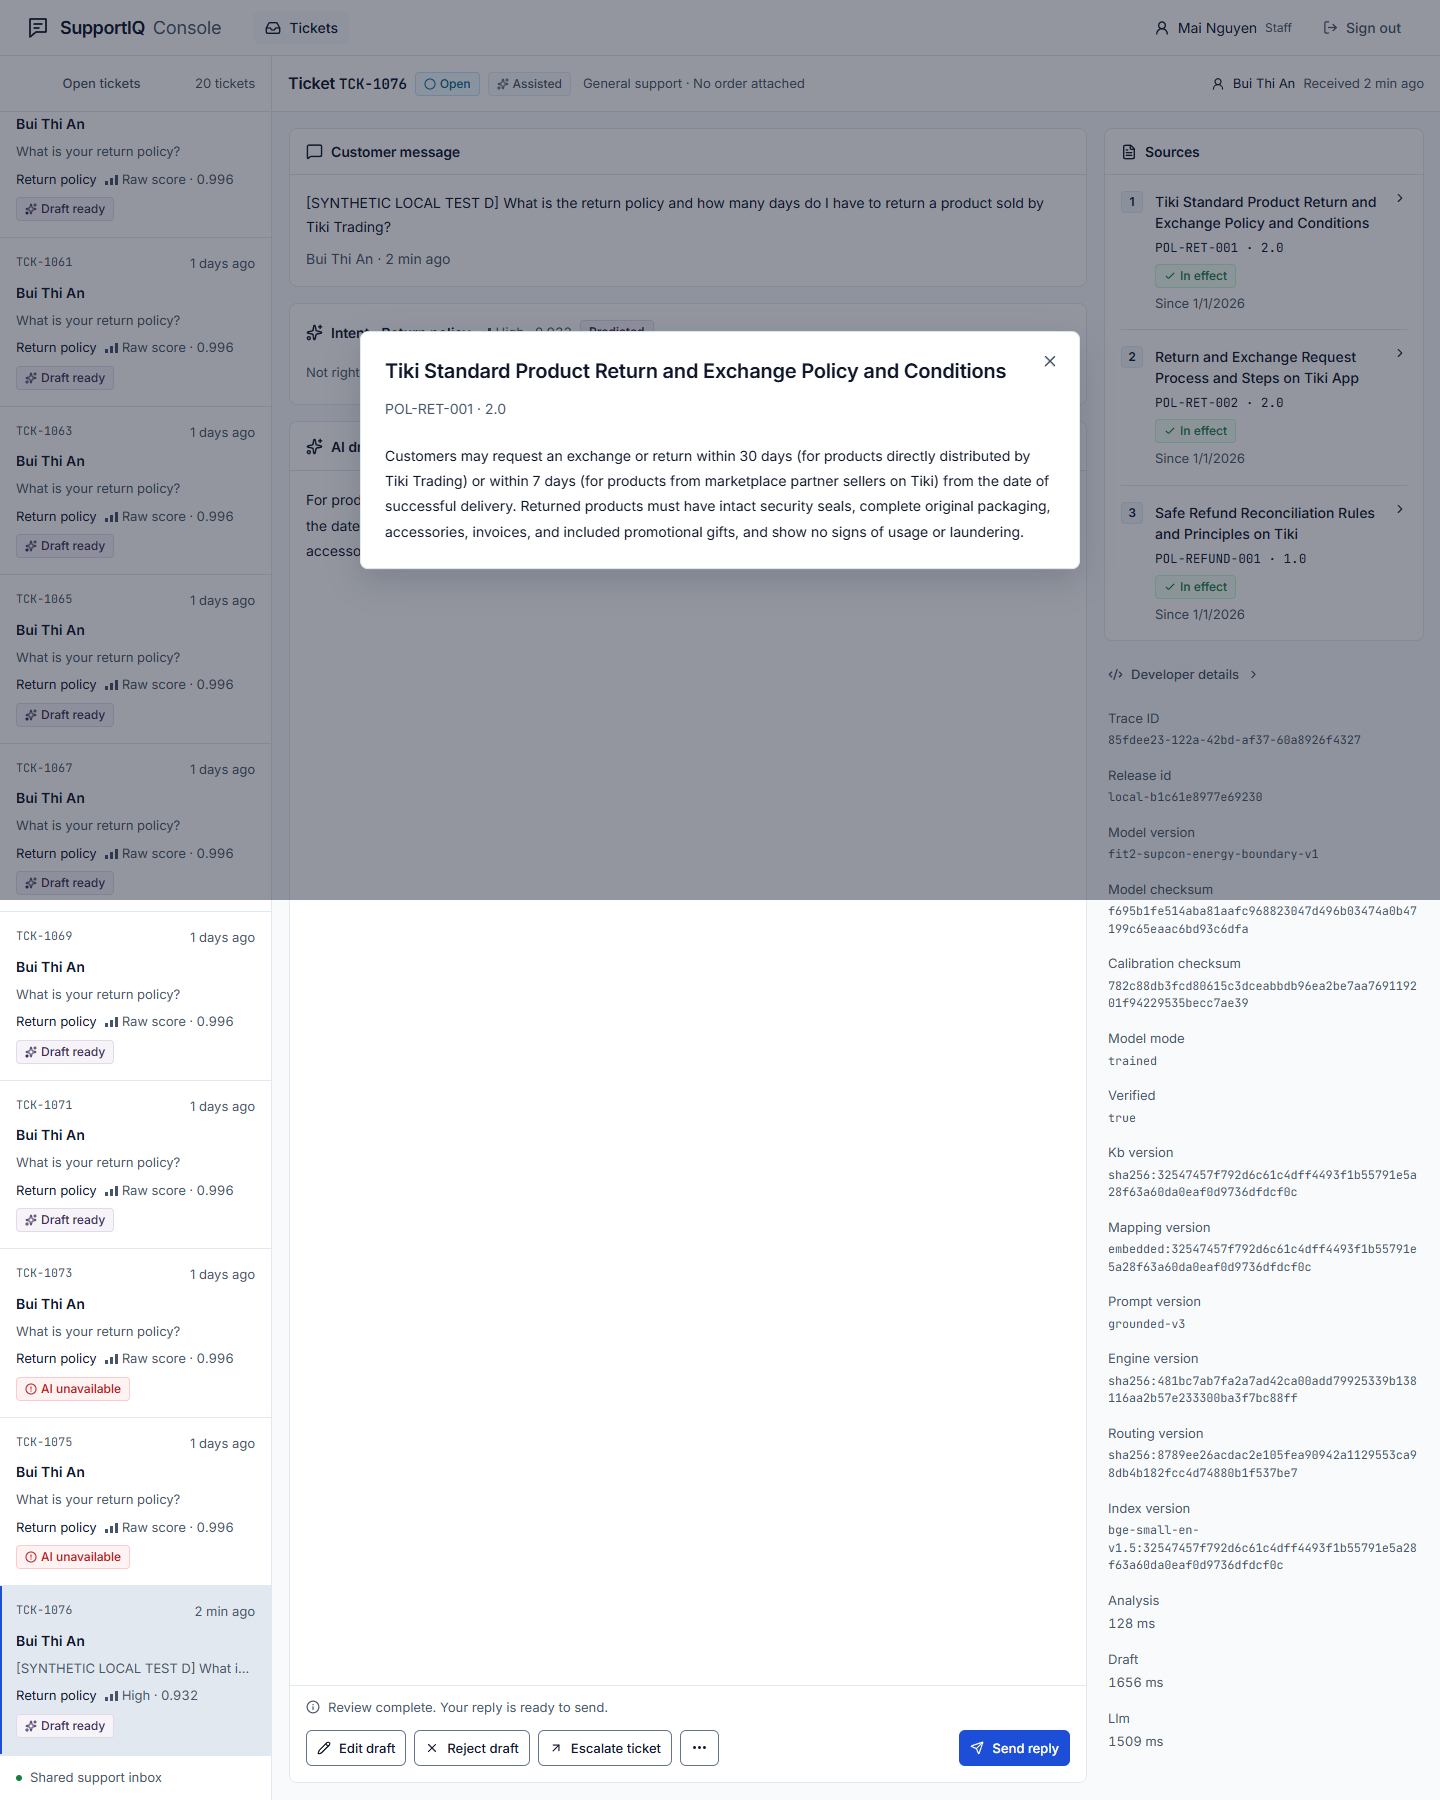 SupportIQ Console
Tickets
Mai Nguyen Staff
Sign out
Open tickets
20 tickets
Bui Thi An
What is your return policy?
Return policy Raw score · 0.996
Draft ready
TCK-1061 1 days ago
Bui Thi An
What is your return policy?
Return policy Raw score · 0.996
Draft ready
TCK-1063 1 days ago
Bui Thi An
What is your return policy?
Return policy Raw score · 0.996
Draft ready
TCK-1065 1 days ago
Bui Thi An
What is your return policy?
Return policy Raw score · 0.996
Draft ready
TCK-1067 1 days ago
Bui Thi An
What is your return policy?
Return policy Raw score · 0.996
Draft ready
TCK-1069 1 days ago
Bui Thi An
What is your return policy?
Return policy Raw score · 0.996
Draft ready
TCK-1071 1 days ago
Bui Thi An
What is your return policy?
Return policy Raw score · 0.996
Draft ready
TCK-1073 1 days ago
Bui Thi An
What is your return policy?
Return policy Raw score · 0.996
AI unavailable
TCK-1075 1 days ago
Bui Thi An
What is your return policy?
Return policy Raw score · 0.996
AI unavailable
TCK-1076 2 min ago
Bui Thi An
[SYNTHETIC LOCAL TEST D] What i...
Return policy High · 0.932
Draft ready
Shared support inbox
Ticket TCK-1076 Open Assisted General support · No order attached
Bui Thi An Received 2 min ago
Customer message
[SYNTHETIC LOCAL TEST D] What is the return policy and how many days do I have to return a product sold by
Tiki Trading?
Bui Thi An · 2 min ago
Not right
For
the date
Tiki Standard Product Return and Exchange Policy and Conditions
POL-RET-001 · 2.0
Customers may request an exchange or return within 30 days (for products directly distributed by
Tiki Trading) or within 7 days (for products from marketplace partner sellers on Tiki) from the date of
successful delivery. Returned products must have intact security seals, complete original packaging,
accessories, invoices, and included promotional gifts, and show no signs of usage or laundering.
Review complete. Your reply is ready to send.
Edit draft
Reject draft
Escalate ticket
Send reply
Sources
1 Tiki Standard Product Return and
Exchange Policy and Conditions
POL-RET-001 · 2.0
In effect
Since 1/1/2026
2 Return and Exchange Request
Process and Steps on Tiki App
POL-RET-002 · 2.0
In effect
Since 1/1/2026
3 Safe Refund Reconciliation Rules
and Principles on Tiki
POL-REFUND-001 · 1.0
In effect
Since 1/1/2026
Developer details
Trace ID
85fdee23-122a-42bd-af37-60a8926f4327
Release id
local-b1c61e8977e69230
Model version
fit2-supcon-energy-boundary-v1
Model checksum
f695b1fe514aba81aafc968823047d496b03474a0b47
199c65eaac6bd93c6dfa
Calibration checksum
782c88db3fcd80615c3dceabbdb96ea2be7aa7691192
01f94229535becc7ae39
Model mode
trained
Verified
true
Kb version
sha256:32547457f792d6c61c4dff4493f1b55791e5a
28f63a60da0eaf0d9736dfdcf0c
Mapping version
embedded:32547457f792d6c61c4dff4493f1b55791e
5a28f63a60da0eaf0d9736dfdcf0c
Prompt version
grounded-v3
Engine version
sha256:481bc7ab7fa2a7ad42ca00add79925339b138
116aa2b57e233300ba3f7bc88ff
Routing version
sha256:8789ee26acdac2e105fea90942a1129553ca9
8db4b182fcc4d74880b1f537be7
Index version
bge-small-en-
v1.5:32547457f792d6c61c4dff4493f1b55791e5a28
f63a60da0eaf0d9736dfdcf0c
Analysis
128 ms
Draft
1656 ms
Llm
1509 ms